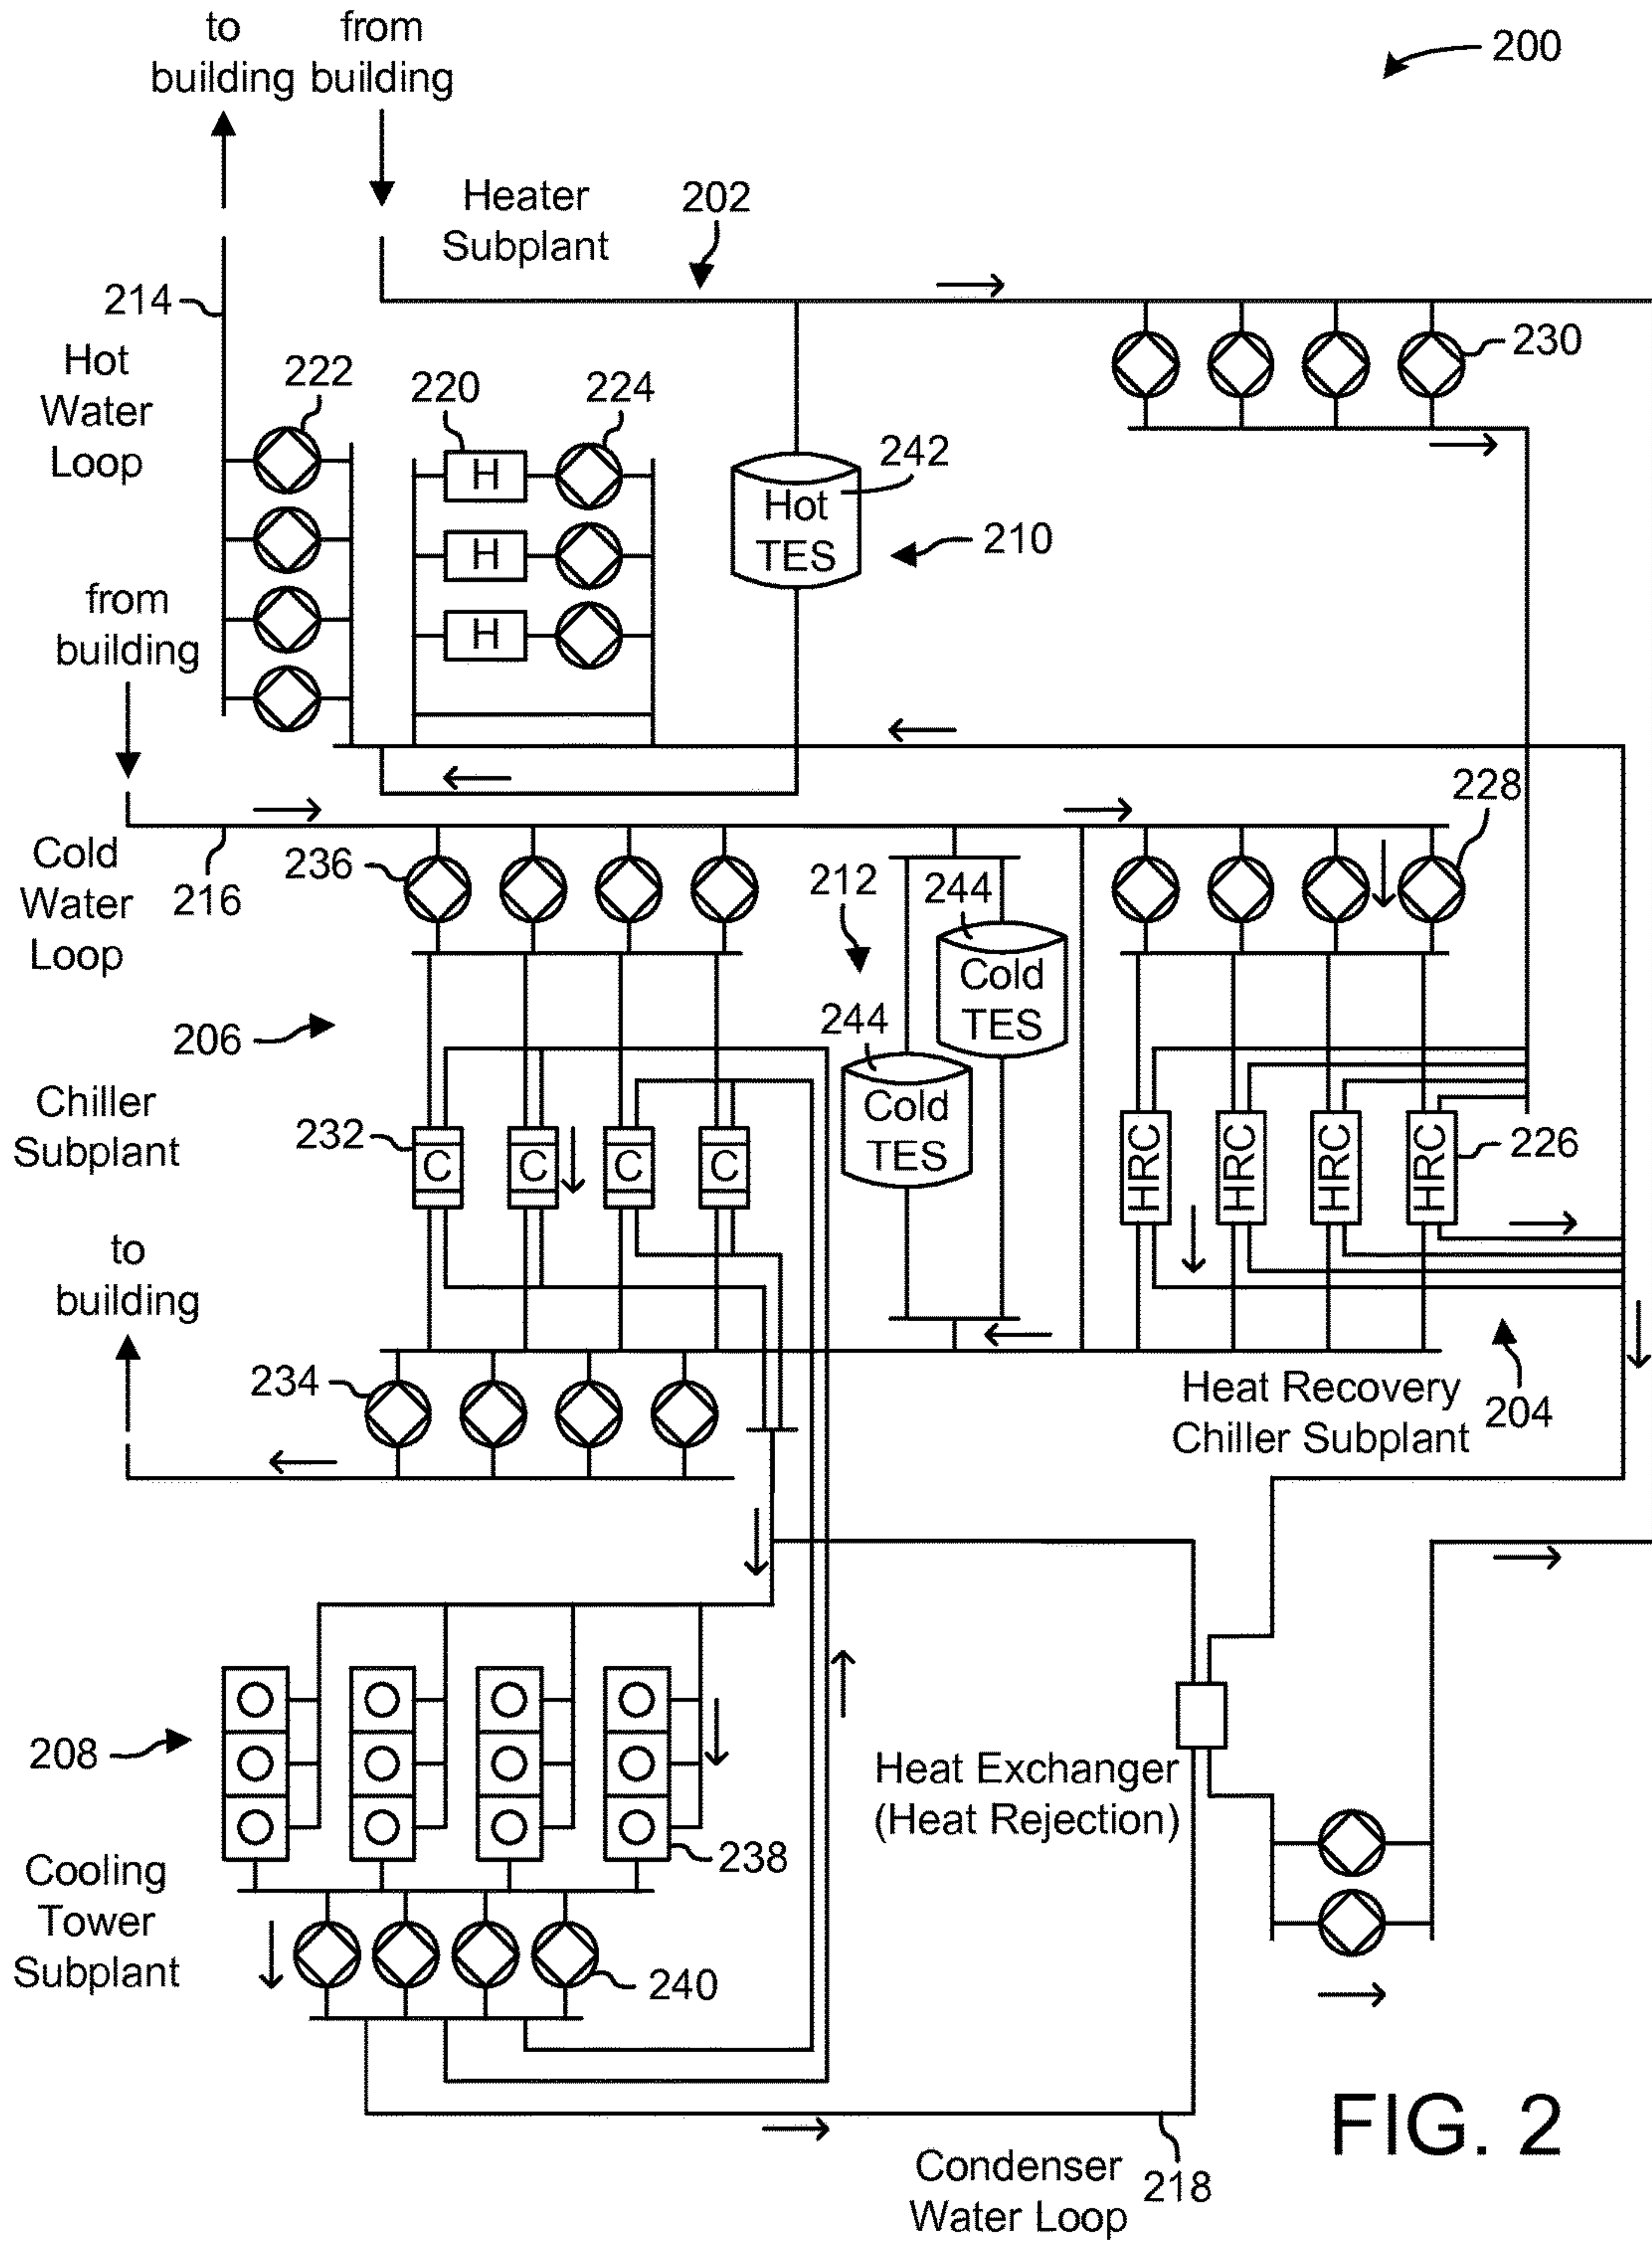 to from
building building
200
Heater 202
Subplant
214
Hot
Water
Loop
222
220
224
230
H
H
H
242
Hot
TES
210
from
building
228
Cold
Water
Loop
216
236
212
244
Cold
TES
244
Cold
TES
206
Chiller
Subplant
232
C C C C
HRC HRC HRC HRC
226
to
building
234
Heat Recovery
Chiller Subplant
204
208
Heat Exchanger
(Heat Rejection)
238
Cooling
Tower
Subplant
240
FIG. 2
Condenser
Water Loop
218